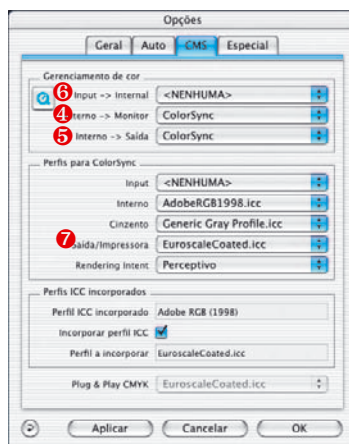 Opções
Geral Auto CMS Especial
Gerenciamento de cor
6 Input -> Internal <NENHUMA>
4 Interno -> Monitor ColorSync
5 Interno -> Saída ColorSync
Perfis para ColorSync
Input <NENHUMA>
Interno AdobeRGB1998.icc
Cinzento Generic Gray Profile.icc
7 Saída/Impressora EuroscaleCoated.icc
Rendering Intent Perceptivo
Perfis ICC incorporados
Perfil ICC incorporado Adobe RGB (1998)
Incorporar perfil ICC
Perfil a incorporar EuroscaleCoated.icc
Plug & Play CMYK EuroscaleCoated.icc
Aplicar Cancelar OK